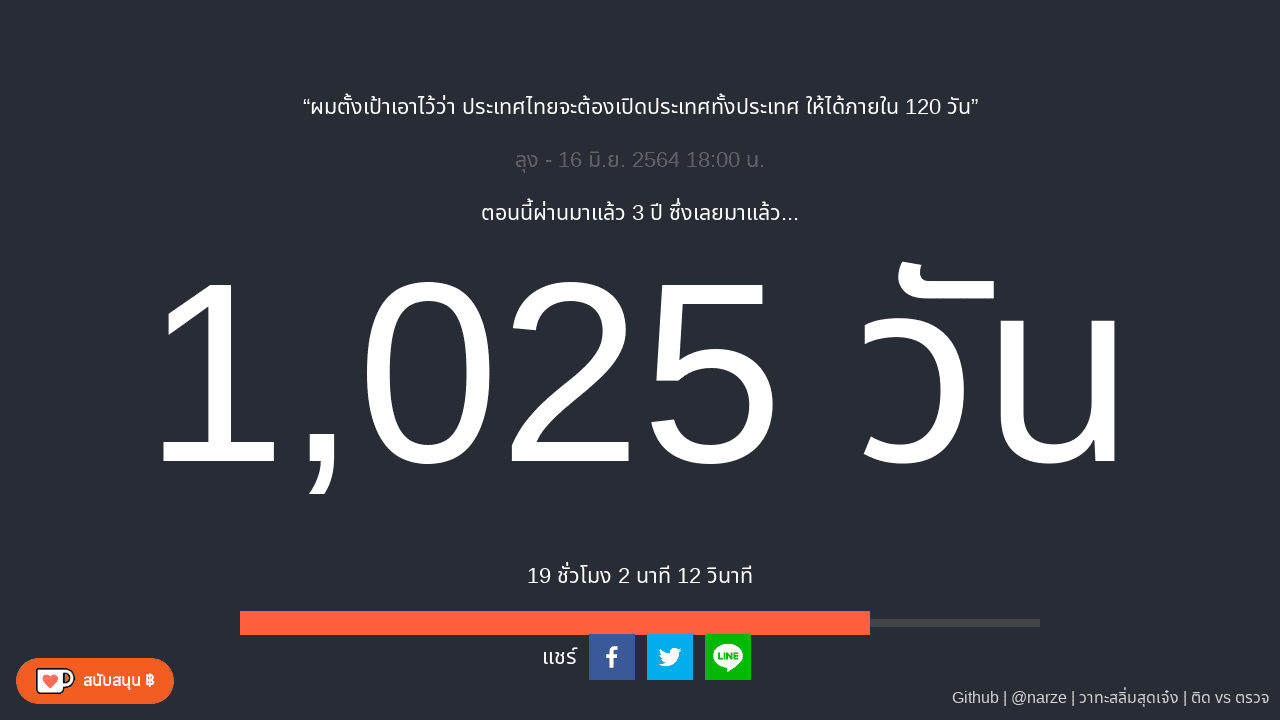 “ผมตั้งเป้าเอาไว้ว่า ประเทศไทยจะต้องเปิดประเทศทั้งประเทศ ให้ได้ภายใน 120 วัน”
ลุง - 16 มิ.ย. 2564 18:00 น.
ตอนนี้ผ่านมาแล้ว 3 ปี ซึ่งเลยมาแล้ว...
1,025 วัน
19 ชั่วโมง 2 นาที 12 วินาที
แชร์
LINE
สนับสนุน ฿
Github | @narze | วาทะสลิ่มสุดเจ๋ง | ติด vs ตรวจ